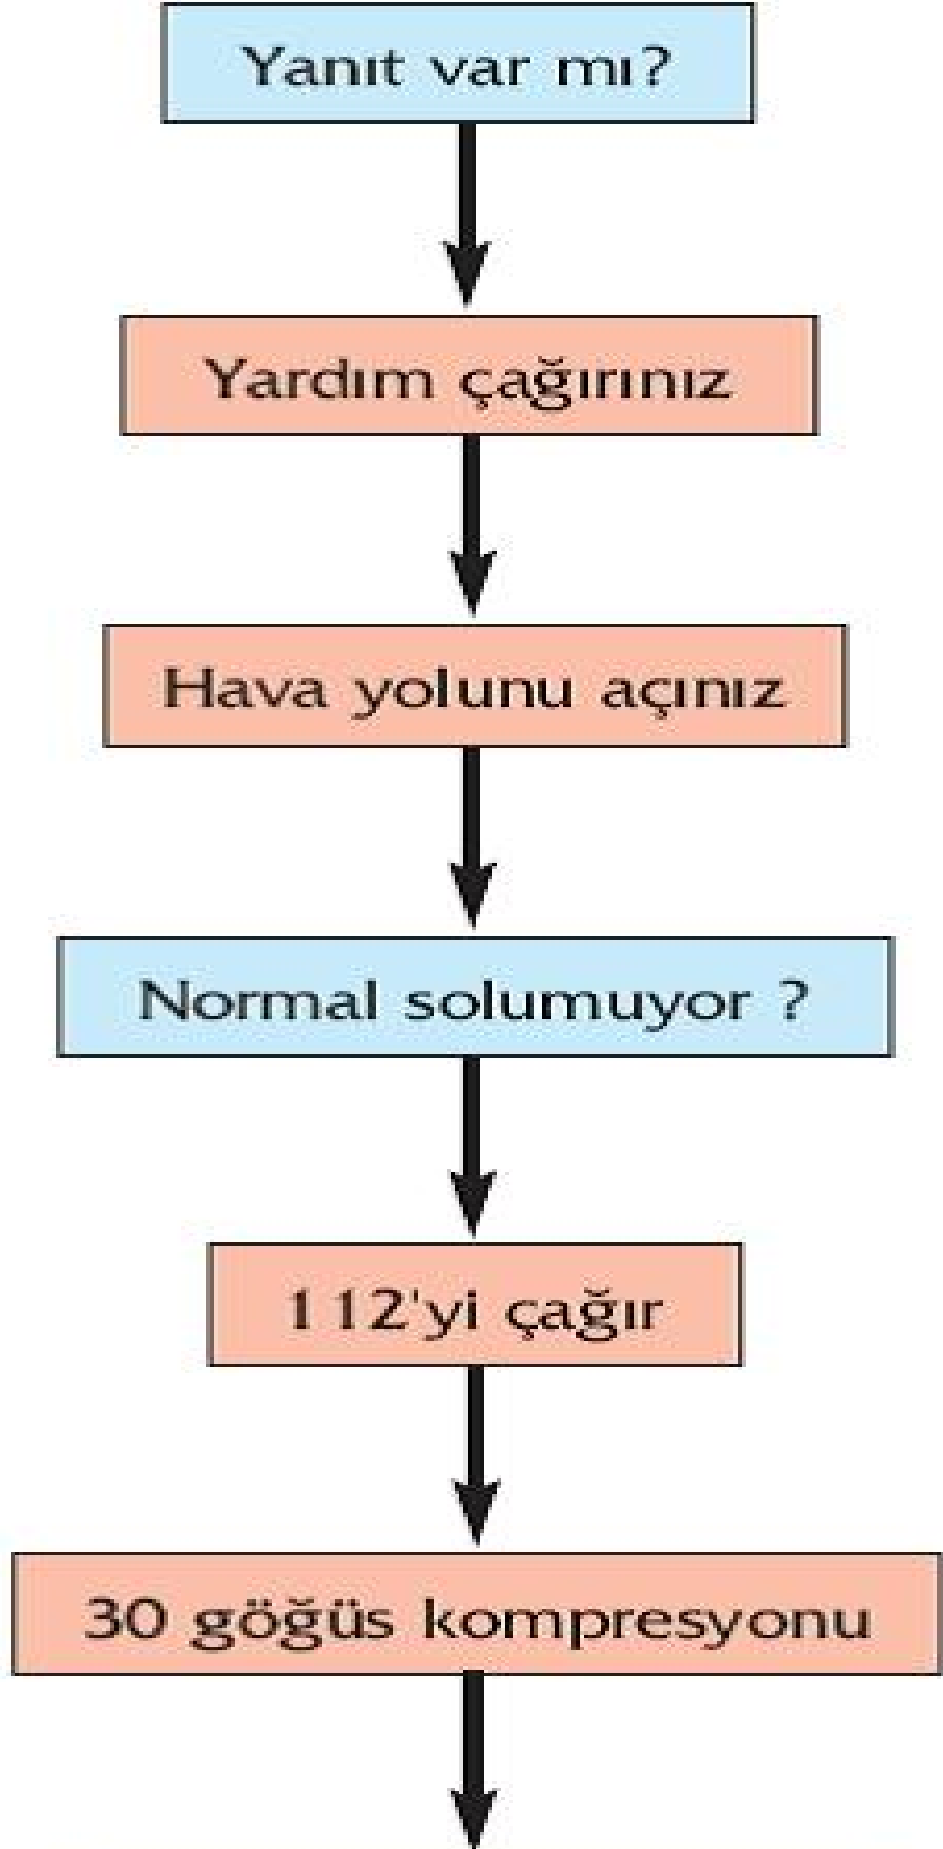 Yanıt var mı?
Yardım çağırınız
Hava yolunu açınız
Normal solumuyor ?
112'yi çağır
30 göğüs kompresyonu